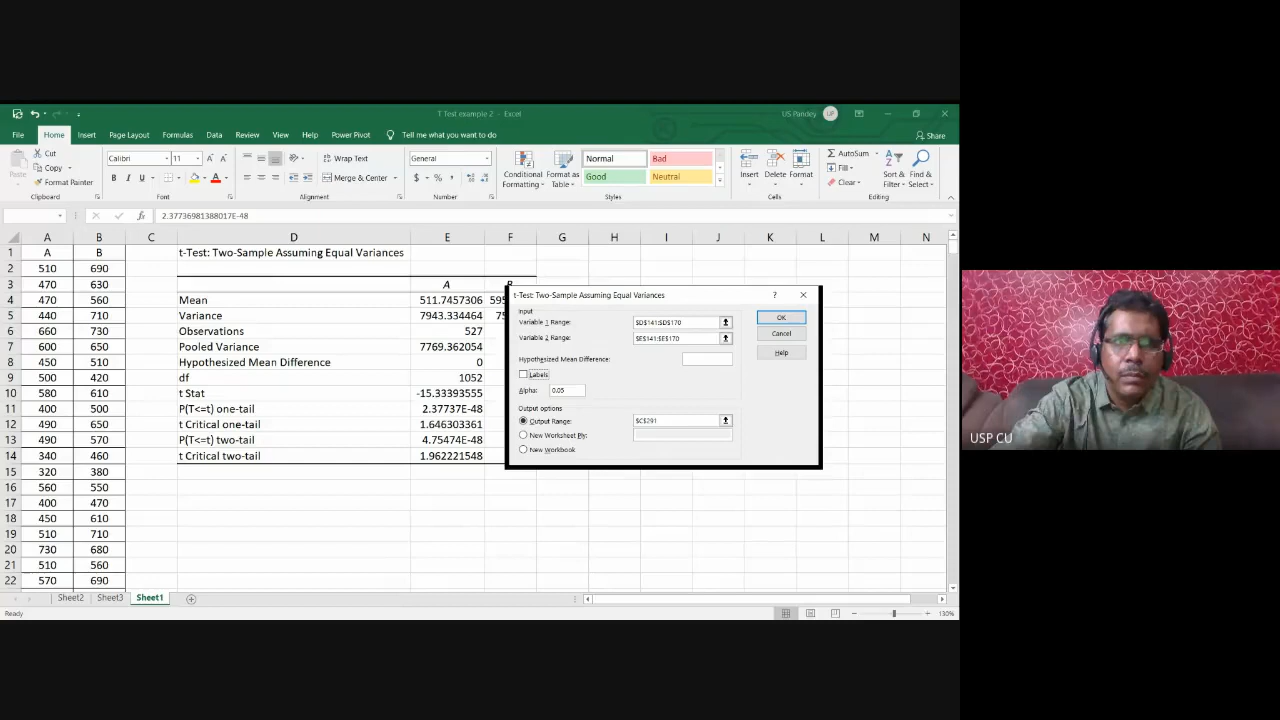 T Test example 2 - Excel
US Pandey UP
File Home Insert Page Layout Formulas Data Review View Help Power Pivot Tell me what you want to do Share
Cut
Copy
Format Painter
Paste
Clipboard
Calibri 11
B I U
Font
Wrap Text
Merge & Center
Alignment
General
$ % ,
Number
Conditional Formatting
Format as Table
Normal Bad
Good Neutral
Styles
Insert Delete Format
Cells
AutoSum
Fill
Clear
Sort & Filter
Find & Select
Editing
fx 2.37736981388017E-48
A B C D E F G H I J K L M N
1 A B t-Test: Two-Sample Assuming Equal Variances
2 510 690
3 470 630 A B
4 470 560 Mean 511.7457306 595
5 440 710 Variance 7943.334464 75
6 660 730 Observations 527
7 600 650 Pooled Variance 7769.362054
8 450 510 Hypothesized Mean Difference 0
9 500 420 df 1052
10 580 610 t Stat -15.33393555
11 400 500 P(T<=t) one-tail 2.37737E-48
12 490 650 t Critical one-tail 1.646303361
13 490 570 P(T<=t) two-tail 4.75474E-48
14 340 460 t Critical two-tail 1.962221548
15 320 380
16 560 550
17 400 470
18 450 610
19 510 710
20 730 680
21 510 560
22 570 690
t-Test: Two-Sample Assuming Equal Variances ?
Input
Variable 1 Range: $D$141:$D$170
Variable 2 Range: $E$141:$E$170
Hypothesized Mean Difference:
Labels
Alpha: 0.05
Output options
Output Range: $C$291
New Worksheet Ply:
New Workbook
OK
Cancel
Help
Sheet2 Sheet3 Sheet1
Ready 130%
USP CU